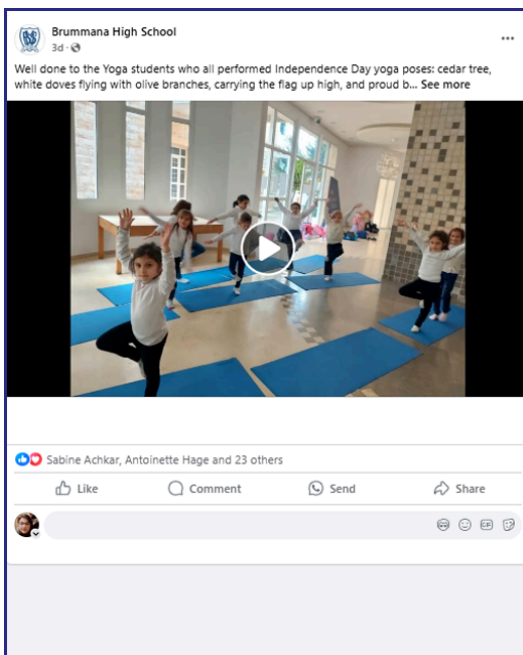 Brummana High School
3d ·
Well done to the Yoga students who all performed Independence Day yoga poses: cedar tree,
white doves flying with olive branches, carrying the flag up high, and proud b... See more
Sabine Achkar, Antoinette Hage and 23 others
Like Comment Send Share
GIF